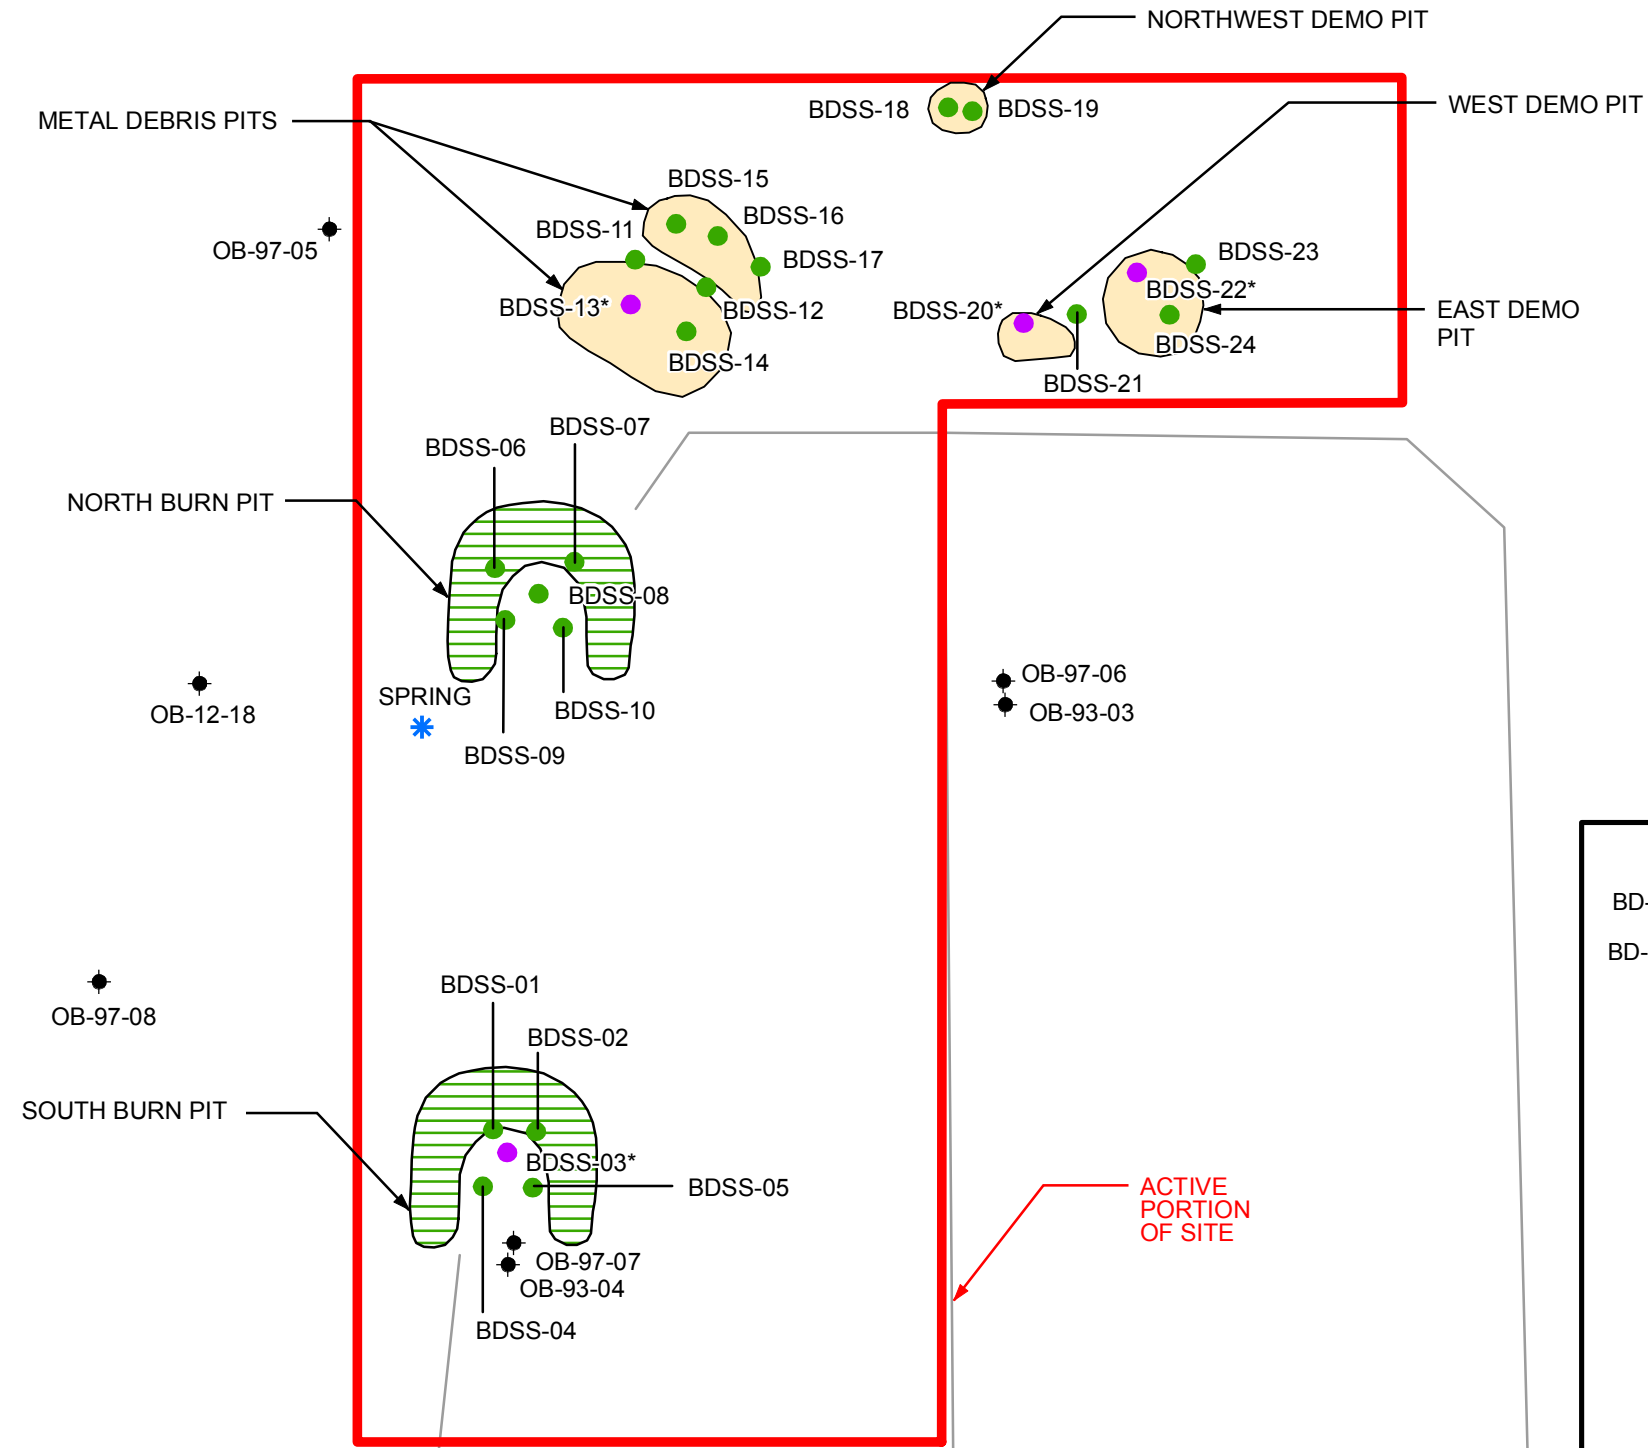 NORTHWEST DEMO PIT
WEST DEMO PIT
METAL DEBRIS PITS
BDSS-18
BDSS-19
BDSS-15
BDSS-16
BDSS-11
BDSS-17
OB-97-05
BDSS-23
BDSS-22*
BDSS-13*
BDSS-12
BDSS-20*
EAST DEMO
PIT
BDSS-24
BDSS-14
BDSS-21
BDSS-07
BDSS-06
NORTH BURN PIT
BDSS-08
SPRING
OB-97-06
OB-12-18
BDSS-10
OB-93-03
BDSS-09
BD-
BD-
BDSS-01
OB-97-08
BDSS-02
SOUTH BURN PIT
BDSS-03*
BDSS-05
ACTIVE
PORTION
OF SITE
OB-97-07
OB-93-04
BDSS-04